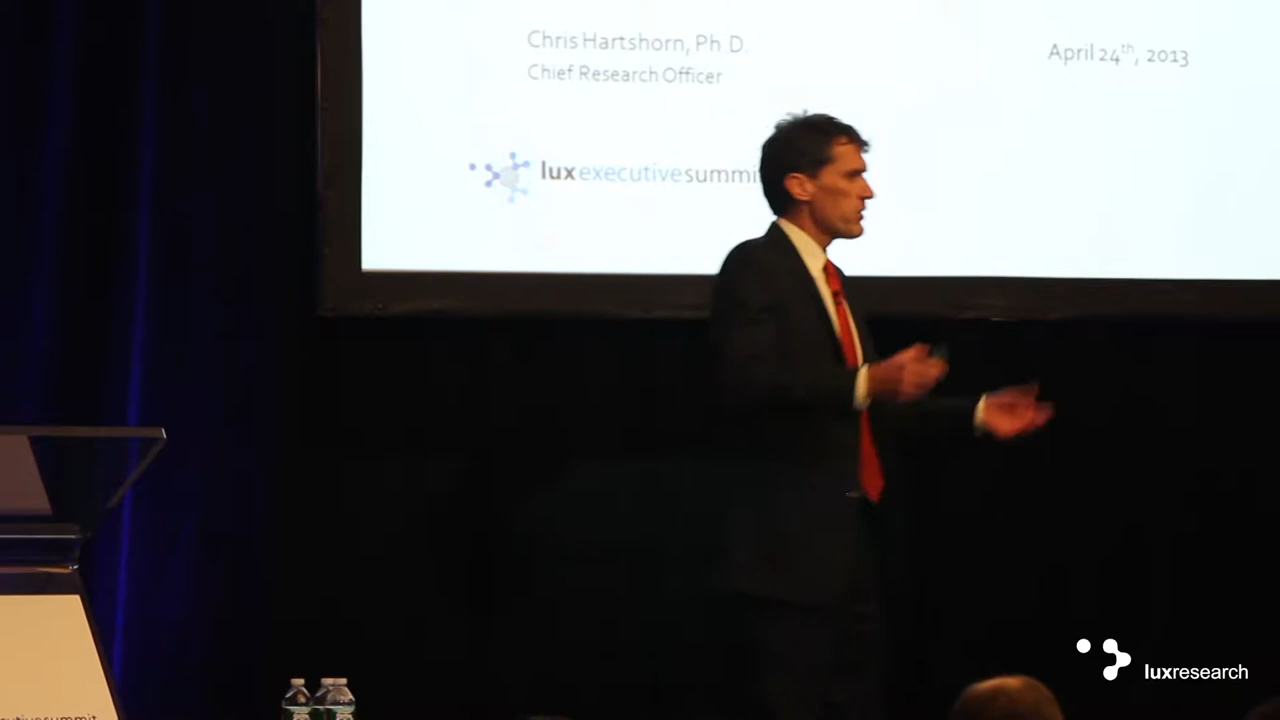 Chris Hartshorn, Ph.D.
Chief Research Officer
April 24th, 2013
luxexecutivesummi
luxresearch